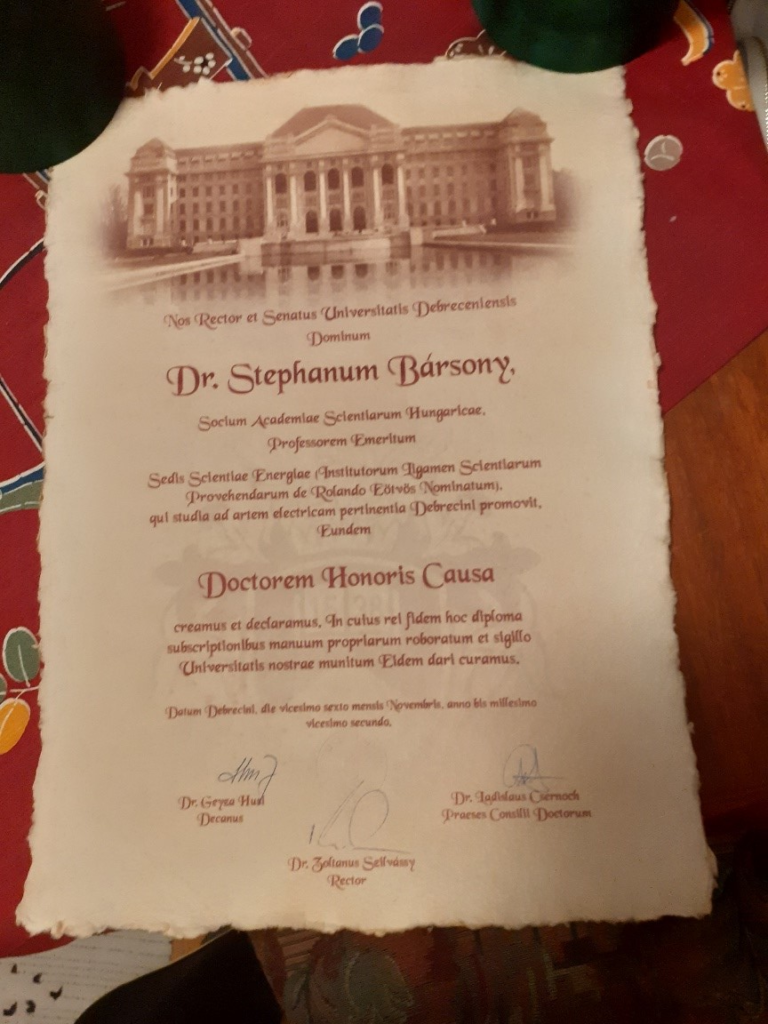 Nos Rector et Senatus Universitatis Debreceniensis
Dominum
Dr. Stephanum Bársony,
Socium Academiae Scientiarum Hungaricae,
Professorem Emeritum
Sedis Scientiae Energiae (Institutorum Ligamen Scientiarum
Provehendarum de Rolando Eötvös Nominatum),
qui studia ad artem electricam pertinentia Debrecini promovit,
Eundem
Doctorem Honoris Causa
creamus et declaramus. In cuius rei fidem hoc diploma
subscriptionibus manuum propriarum roboratum et sigillo
Universitatis nostrae munitum Eidem dari curamus.
Datum Debrecini, die vicesimo sexto mensis Novembris, anno bis millesimo
vicesimo secundo.
Dr. Geyza Husi
Decanus
Dr. Ladislaus Csernoch
Praeses Consilii Doctorum
Dr. Zoltanus Szilvássy
Rector